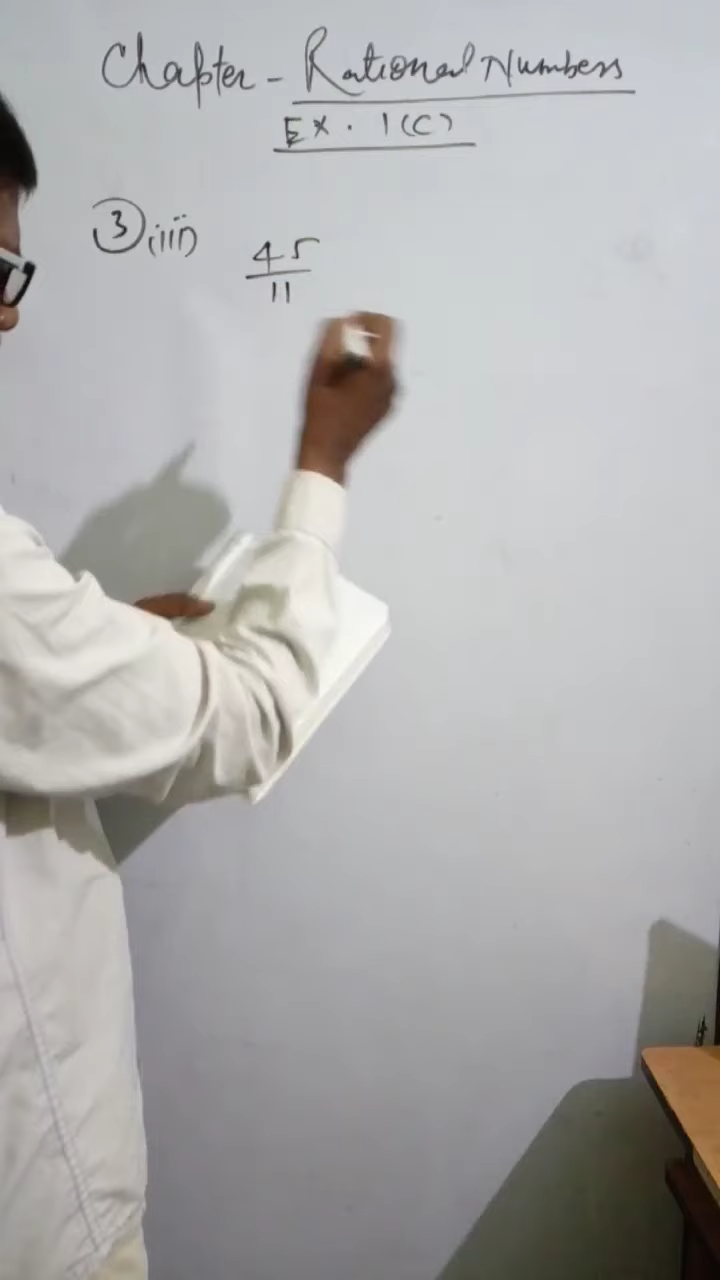 Chapter - Rational Numbers
Ex. 1(C)
3 (iii) 45/11